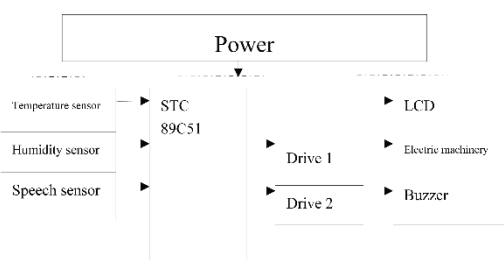 Power
Temperature sensor
STC
89C51
LCD
Humidity sensor
Drive 1
Electric machinery
Speech sensor
Drive 2
Buzzer